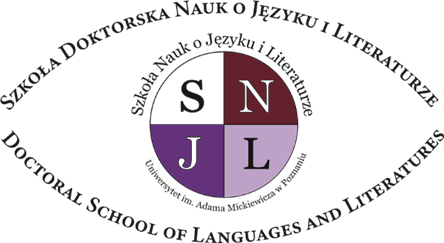 Szkoła Doktorska Nauk o Języku i Literaturze
Szkoła Nauk o Języku i Literaturze
S N
J L
Uniwersytet im. Adama Mickiewicza w Poznaniu
Doctoral School of Languages and Literatures